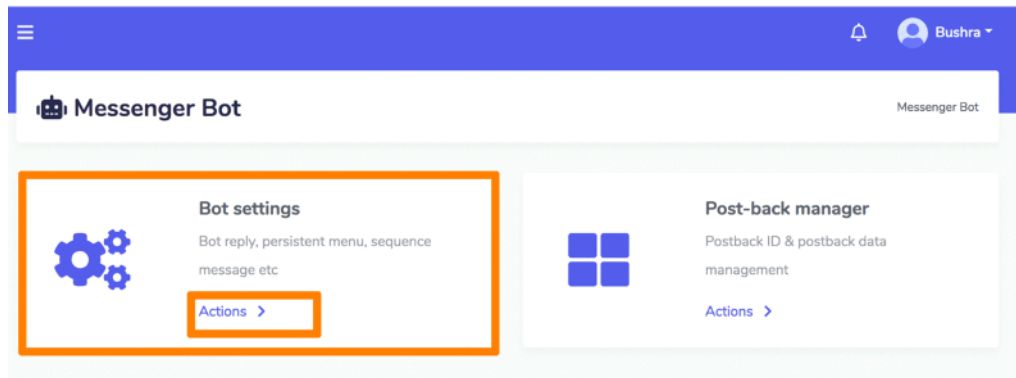 Bushra
Messenger Bot
Messenger Bot
Bot settings
Bot reply, persistent menu, sequence
message etc
Actions
Post-back manager
Postback ID & postback data
management
Actions